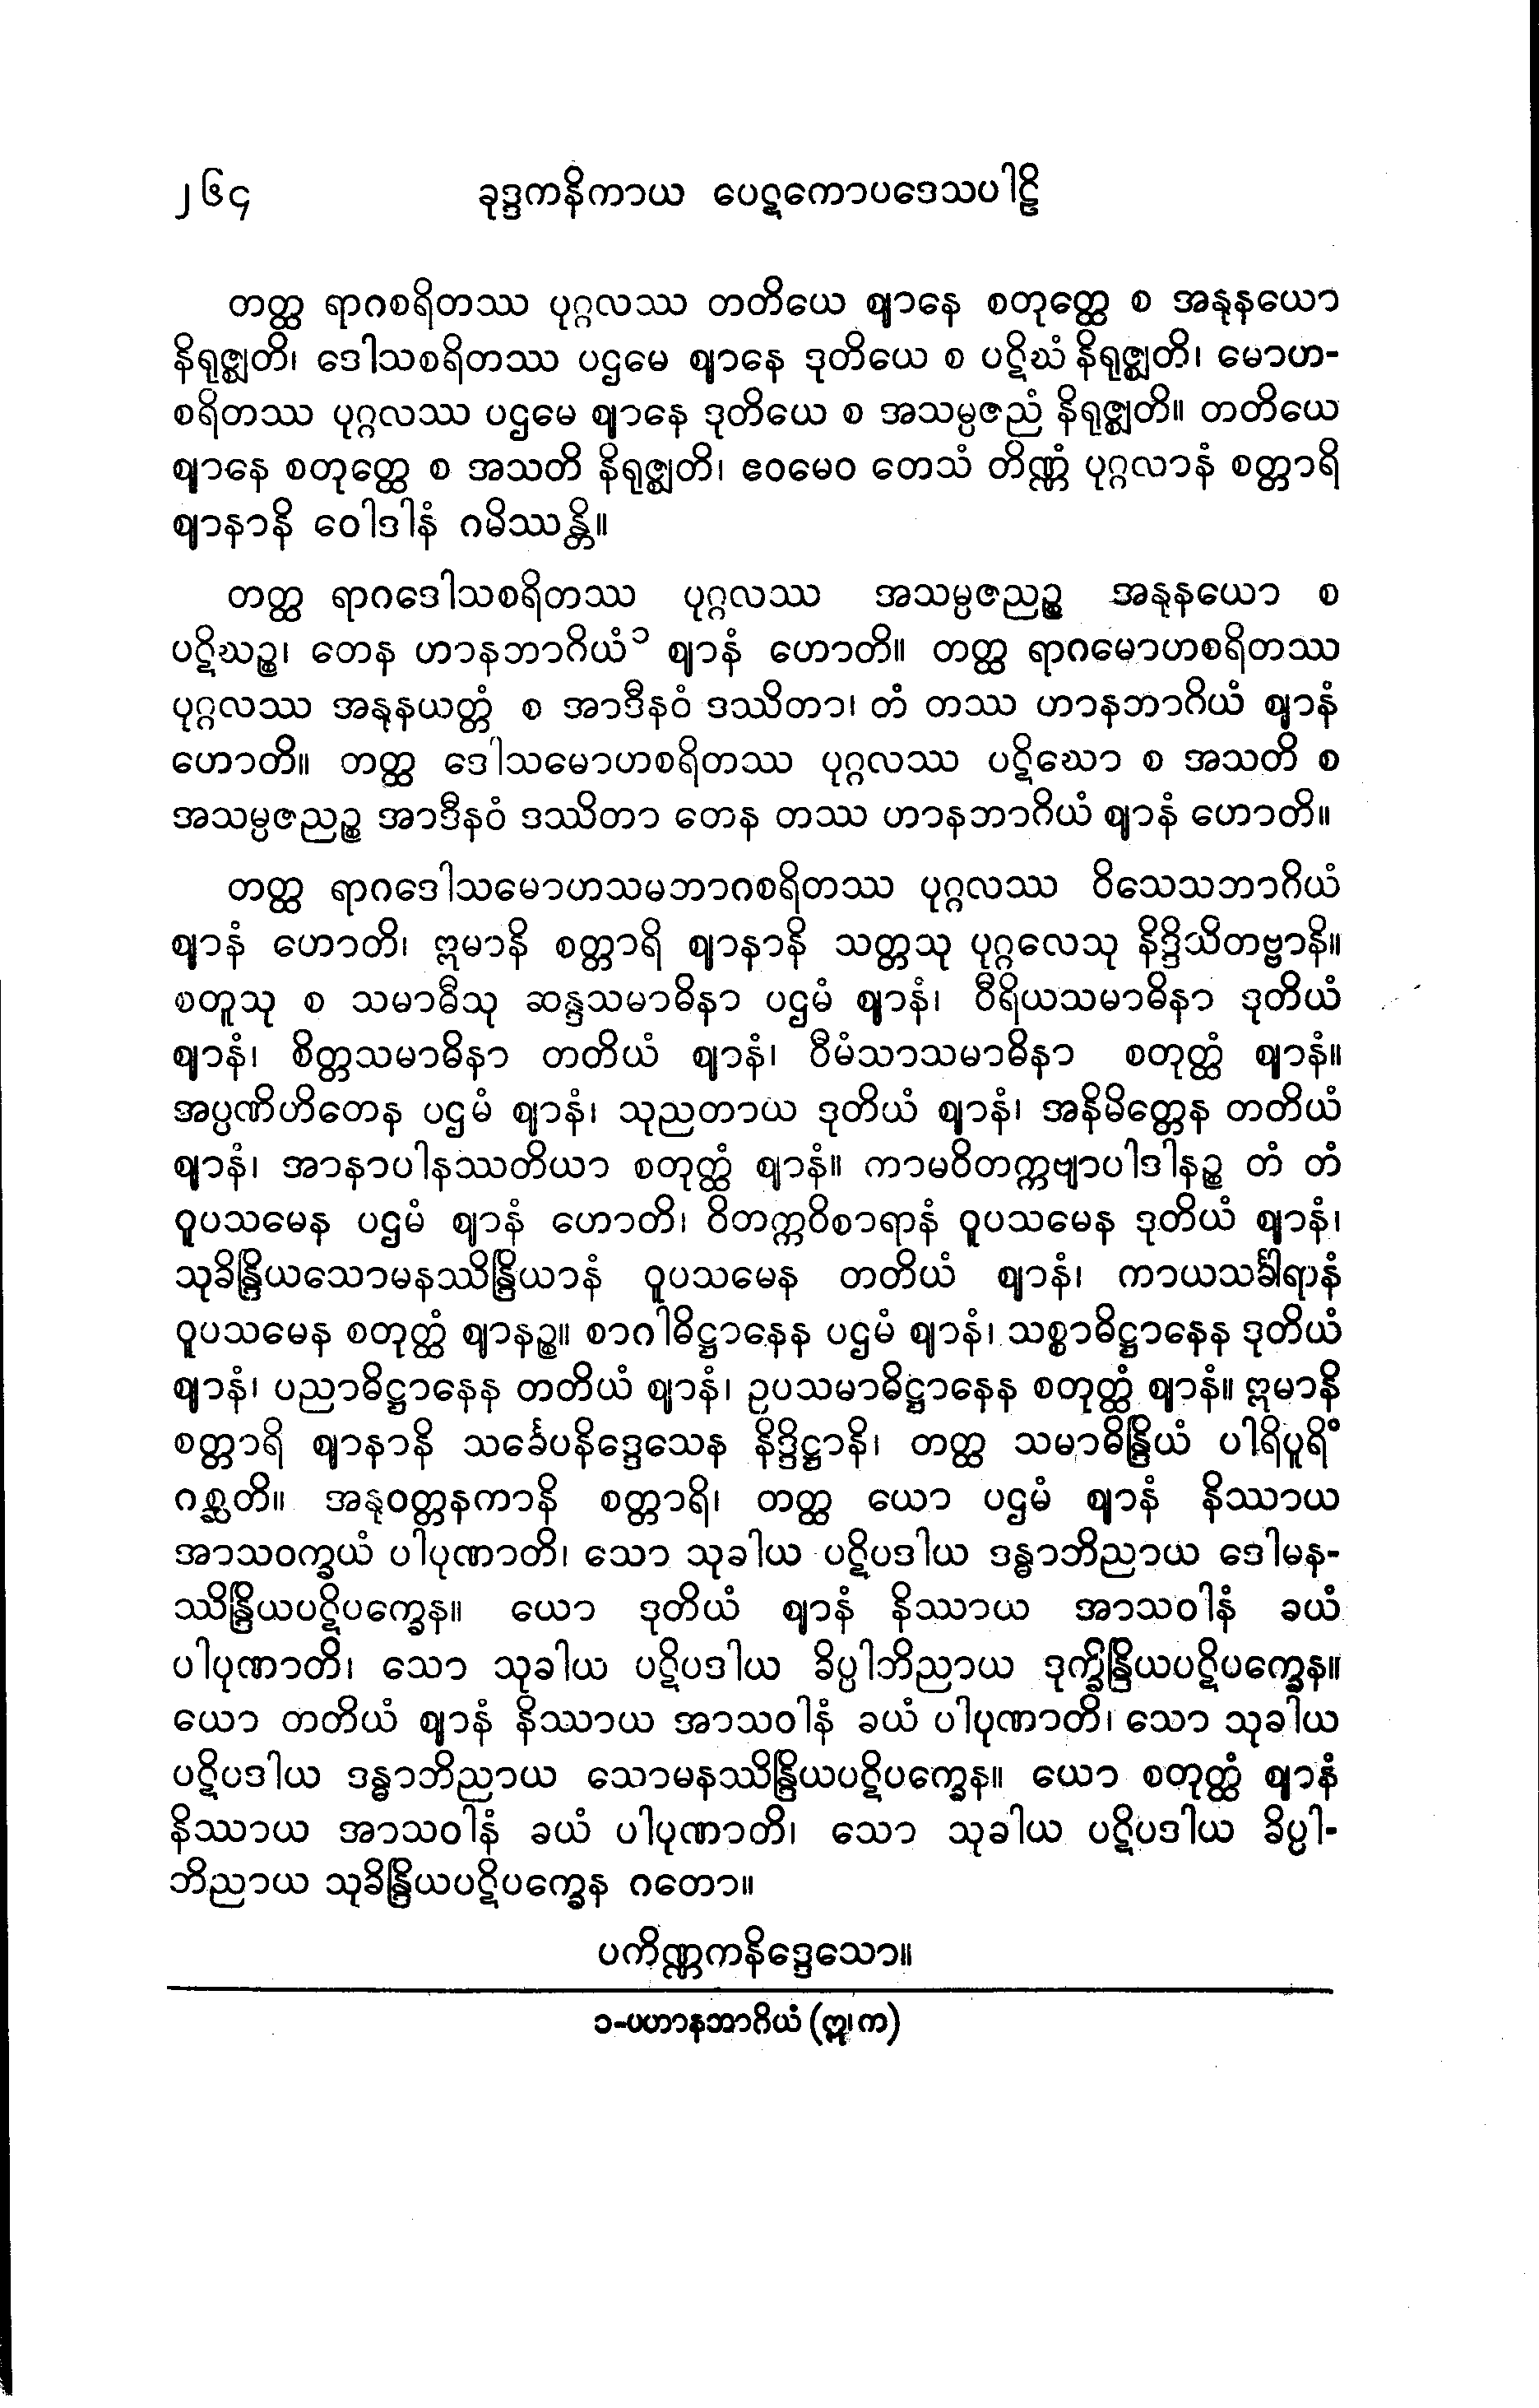 ၂၆၄ ခုဒ္ဒကနိကာယ ပေဋကောပဒေသပါဠိ
တတ္ထ ရာဂစရိတဿ ပုဂ္ဂလဿ တတိယေ ဈာနေ စတုတ္ထေ စ အနုနယော
နိရုဇ္ဈတိ၊ ဒေါသစရိတဿ ပဌမေ ဈာနေ ဒုတိယေ စ ပဋိဃံ နိရုဇ္ဈတိ၊ မောဟ-
စရိတဿ ပုဂ္ဂလဿ ပဌမေ ဈာနေ ဒုတိယေ စ အသမ္ပဇညံ နိရုဇ္ဈတိ။ တတိယေ
ဈာနေ စတုတ္ထေ စ အသတိ နိရုဇ္ဈတိ၊ ဧဝမေဝ တေသံ တိဏ္ဏံ ပုဂ္ဂလာနံ စတ္တာရိ
ဈာနာနိ ဝေါဒါနံ ဂမိဿန္တိ။
တတ္ထ ရာဂဒေါသစရိတဿ ပုဂ္ဂလဿ အသမ္ပဇညဉ္စ အနုနယော စ
ပဋိဃဉ္စ၊ တေန ဟာနဘာဂိယံ ၁ ဈာနံ ဟောတိ။ တတ္ထ ရာဂမောဟစရိတဿ
ပုဂ္ဂလဿ အနုနယတ္တံ စ အာဒီနဝံ ဒဿိတာ၊ တံ တဿ ဟာနဘာဂိယံ ဈာနံ
ဟောတိ။ တတ္ထ ဒေါသမောဟစရိတဿ ပုဂ္ဂလဿ ပဋိဃော စ အသတိ စ
အသမ္ပဇညဉ္စ အာဒီနဝံ ဒဿိတာ တေန တဿ ဟာနဘာဂိယံ ဈာနံ ဟောတိ။
တတ္ထ ရာဂဒေါသမောဟသမဘာဂစရိတဿ ပုဂ္ဂလဿ ဝိသေသဘာဂိယံ
ဈာနံ ဟောတိ၊ ဣမာနိ စတ္တာရိ ဈာနာနိ သတ္တသု ပုဂ္ဂလေသု နိဒ္ဒိသိတဗ္ဗာနိ။
စတူသု စ သမာဓီသု ဆန္ဒသမာဓိနာ ပဌမံ ဈာနံ၊ ဝီရိယသမာဓိနာ ဒုတိယံ
ဈာနံ၊ စိတ္တသမာဓိနာ တတိယံ ဈာနံ၊ ဝီမံသာသမာဓိနာ စတုတ္ထံ ဈာနံ။
အပ္ပဏိဟိတေန ပဌမံ ဈာနံ၊ သုညတာယ ဒုတိယံ ဈာနံ၊ အနိမိတ္တေန တတိယံ
ဈာနံ၊ အာနာပါနဿတိယာ စတုတ္ထံ ဈာနံ။ ကာမဝိတက္ကဗျာပါဒါနဉ္စ တံ တံ
ဝူပသမေန ပဌမံ ဈာနံ ဟောတိ၊ ဝိတက္ကဝိစာရာနံ ဝူပသမေန ဒုတိယံ ဈာနံ၊
သုခိန္ဒြိယသောမနဿိန္ဒြိယာနံ ဝူပသမေန တတိယံ ဈာနံ၊ ကာယသင်္ခါရာနံ
ဝူပသမေန စတုတ္ထံ ဈာနဉ္စ။ စာဂါဓိဋ္ဌာနေန ပဌမံ ဈာနံ၊ သစ္စာဓိဋ္ဌာနေန ဒုတိယံ
ဈာနံ၊ ပညာဓိဋ္ဌာနေန တတိယံ ဈာနံ၊ ဥပသမာဓိဋ္ဌာနေန စတုတ္ထံ ဈာနံ။ ဣမာနိ
စတ္တာရိ ဈာနာနိ သင်္ခေပနိဒ္ဒေသေန နိဒ္ဒိဋ္ဌာနိ၊ တတ္ထ သမာဓိန္ဒြိယံ ပါရိပူရိံ
ဂစ္ဆတိ။ အနုဝတ္တနကာနိ စတ္တာရိ၊ တတ္ထ ယော ပဌမံ ဈာနံ နိဿာယ
အာသဝက္ခယံ ပါပုဏာတိ၊ သော သုခါယ ပဋိပဒါယ ဒန္ဓာဘိညာယ ဒေါမန-
ဿိန္ဒြိယပဋိပက္ခေန။ ယော ဒုတိယံ ဈာနံ နိဿာယ အာသဝါနံ ခယံ
ပါပုဏာတိ၊ သော သုခါယ ပဋိပဒါယ ခိပ္ပါဘိညာယ ဒုက္ခိန္ဒြိယပဋိပက္ခေန။
ယော တတိယံ ဈာနံ နိဿာယ အာသဝါနံ ခယံ ပါပုဏာတိ၊ သော သုခါယ
ပဋိပဒါယ ဒန္ဓာဘိညာယ သောမနဿိန္ဒြိယပဋိပက္ခေန။ ယော စတုတ္ထံ ဈာနံ
နိဿာယ အာသဝါနံ ခယံ ပါပုဏာတိ၊ သော သုခါယ ပဋိပဒါယ ခိပ္ပါ-
ဘိညာယ သုခိန္ဒြိယပဋိပက္ခေန ဂတော။
ပကိဏ္ဏကနိဒ္ဒေသော။
၁-ပဟာနဘာဂိယံ (ဣ၊ က)